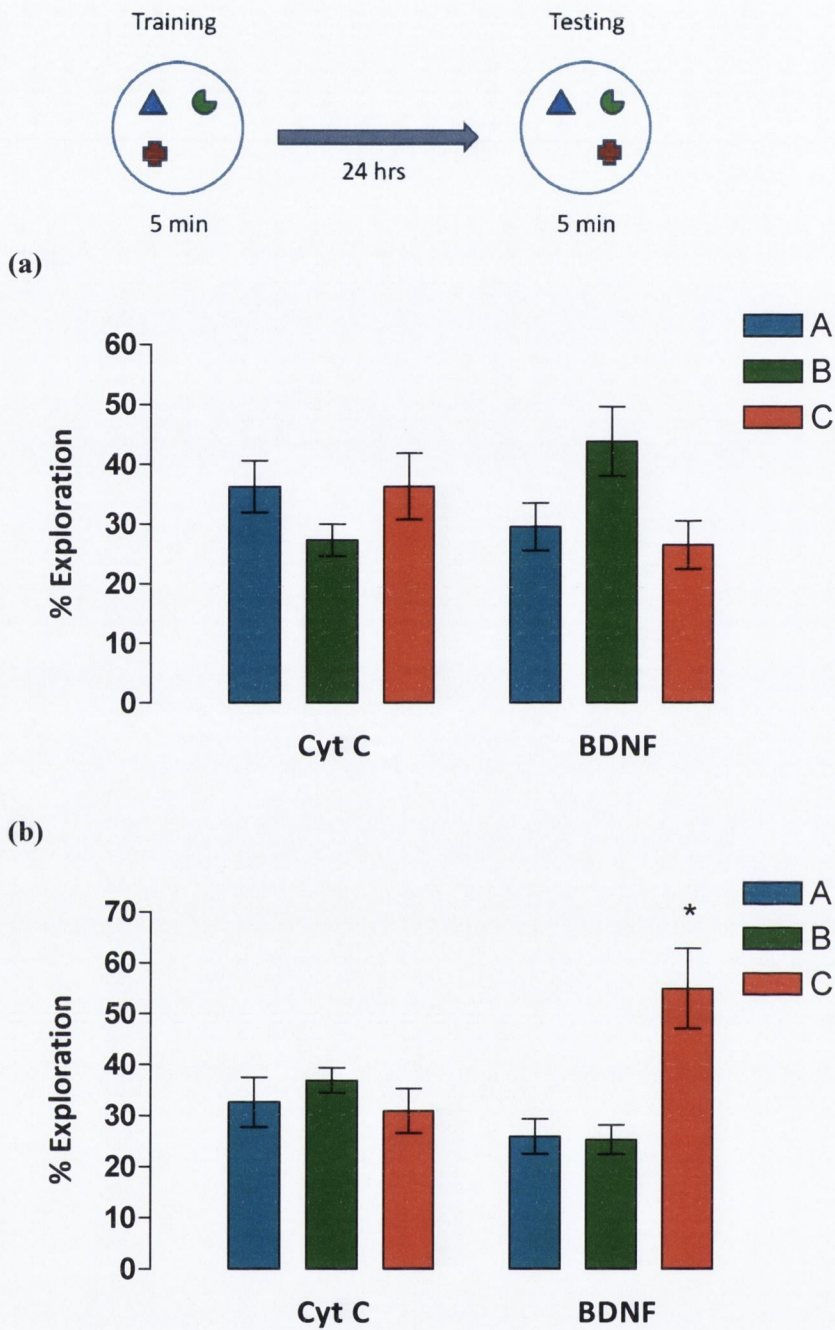 Training Testing
24 hrs
5 min 5 min
(a)
A
B
C
60
50
40
30
20
10
0
% Exploration
Cyt C BDNF
(b)
A
B
C
*
70
60
50
40
30
20
10
0
% Exploration
Cyt C BDNF